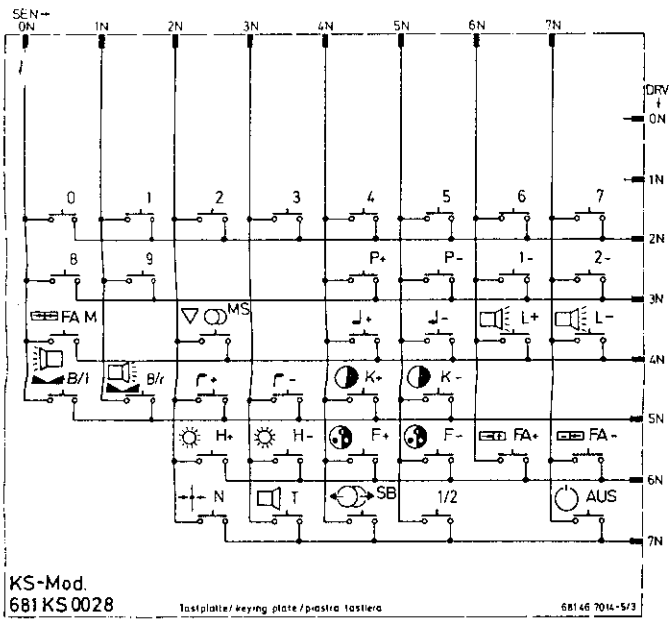 SEN→
0N 1N 2N 3N 4N 5N 6N 7N
DRV
0N
1N
0 1 2 3 4 5 6 7
2N
8 9 P+ P- 1- 2-
3N
FA M MS + - L+ L-
4N
B/l B/r + - K+ K-
5N
H+ H- F+ F- FA+ FA-
6N
N T SB 1/2 AUS
7N
KS-Mod.
681 KS 0028
Tastplatte/keying plate/piastra tastiera
681 46 7014-5/3